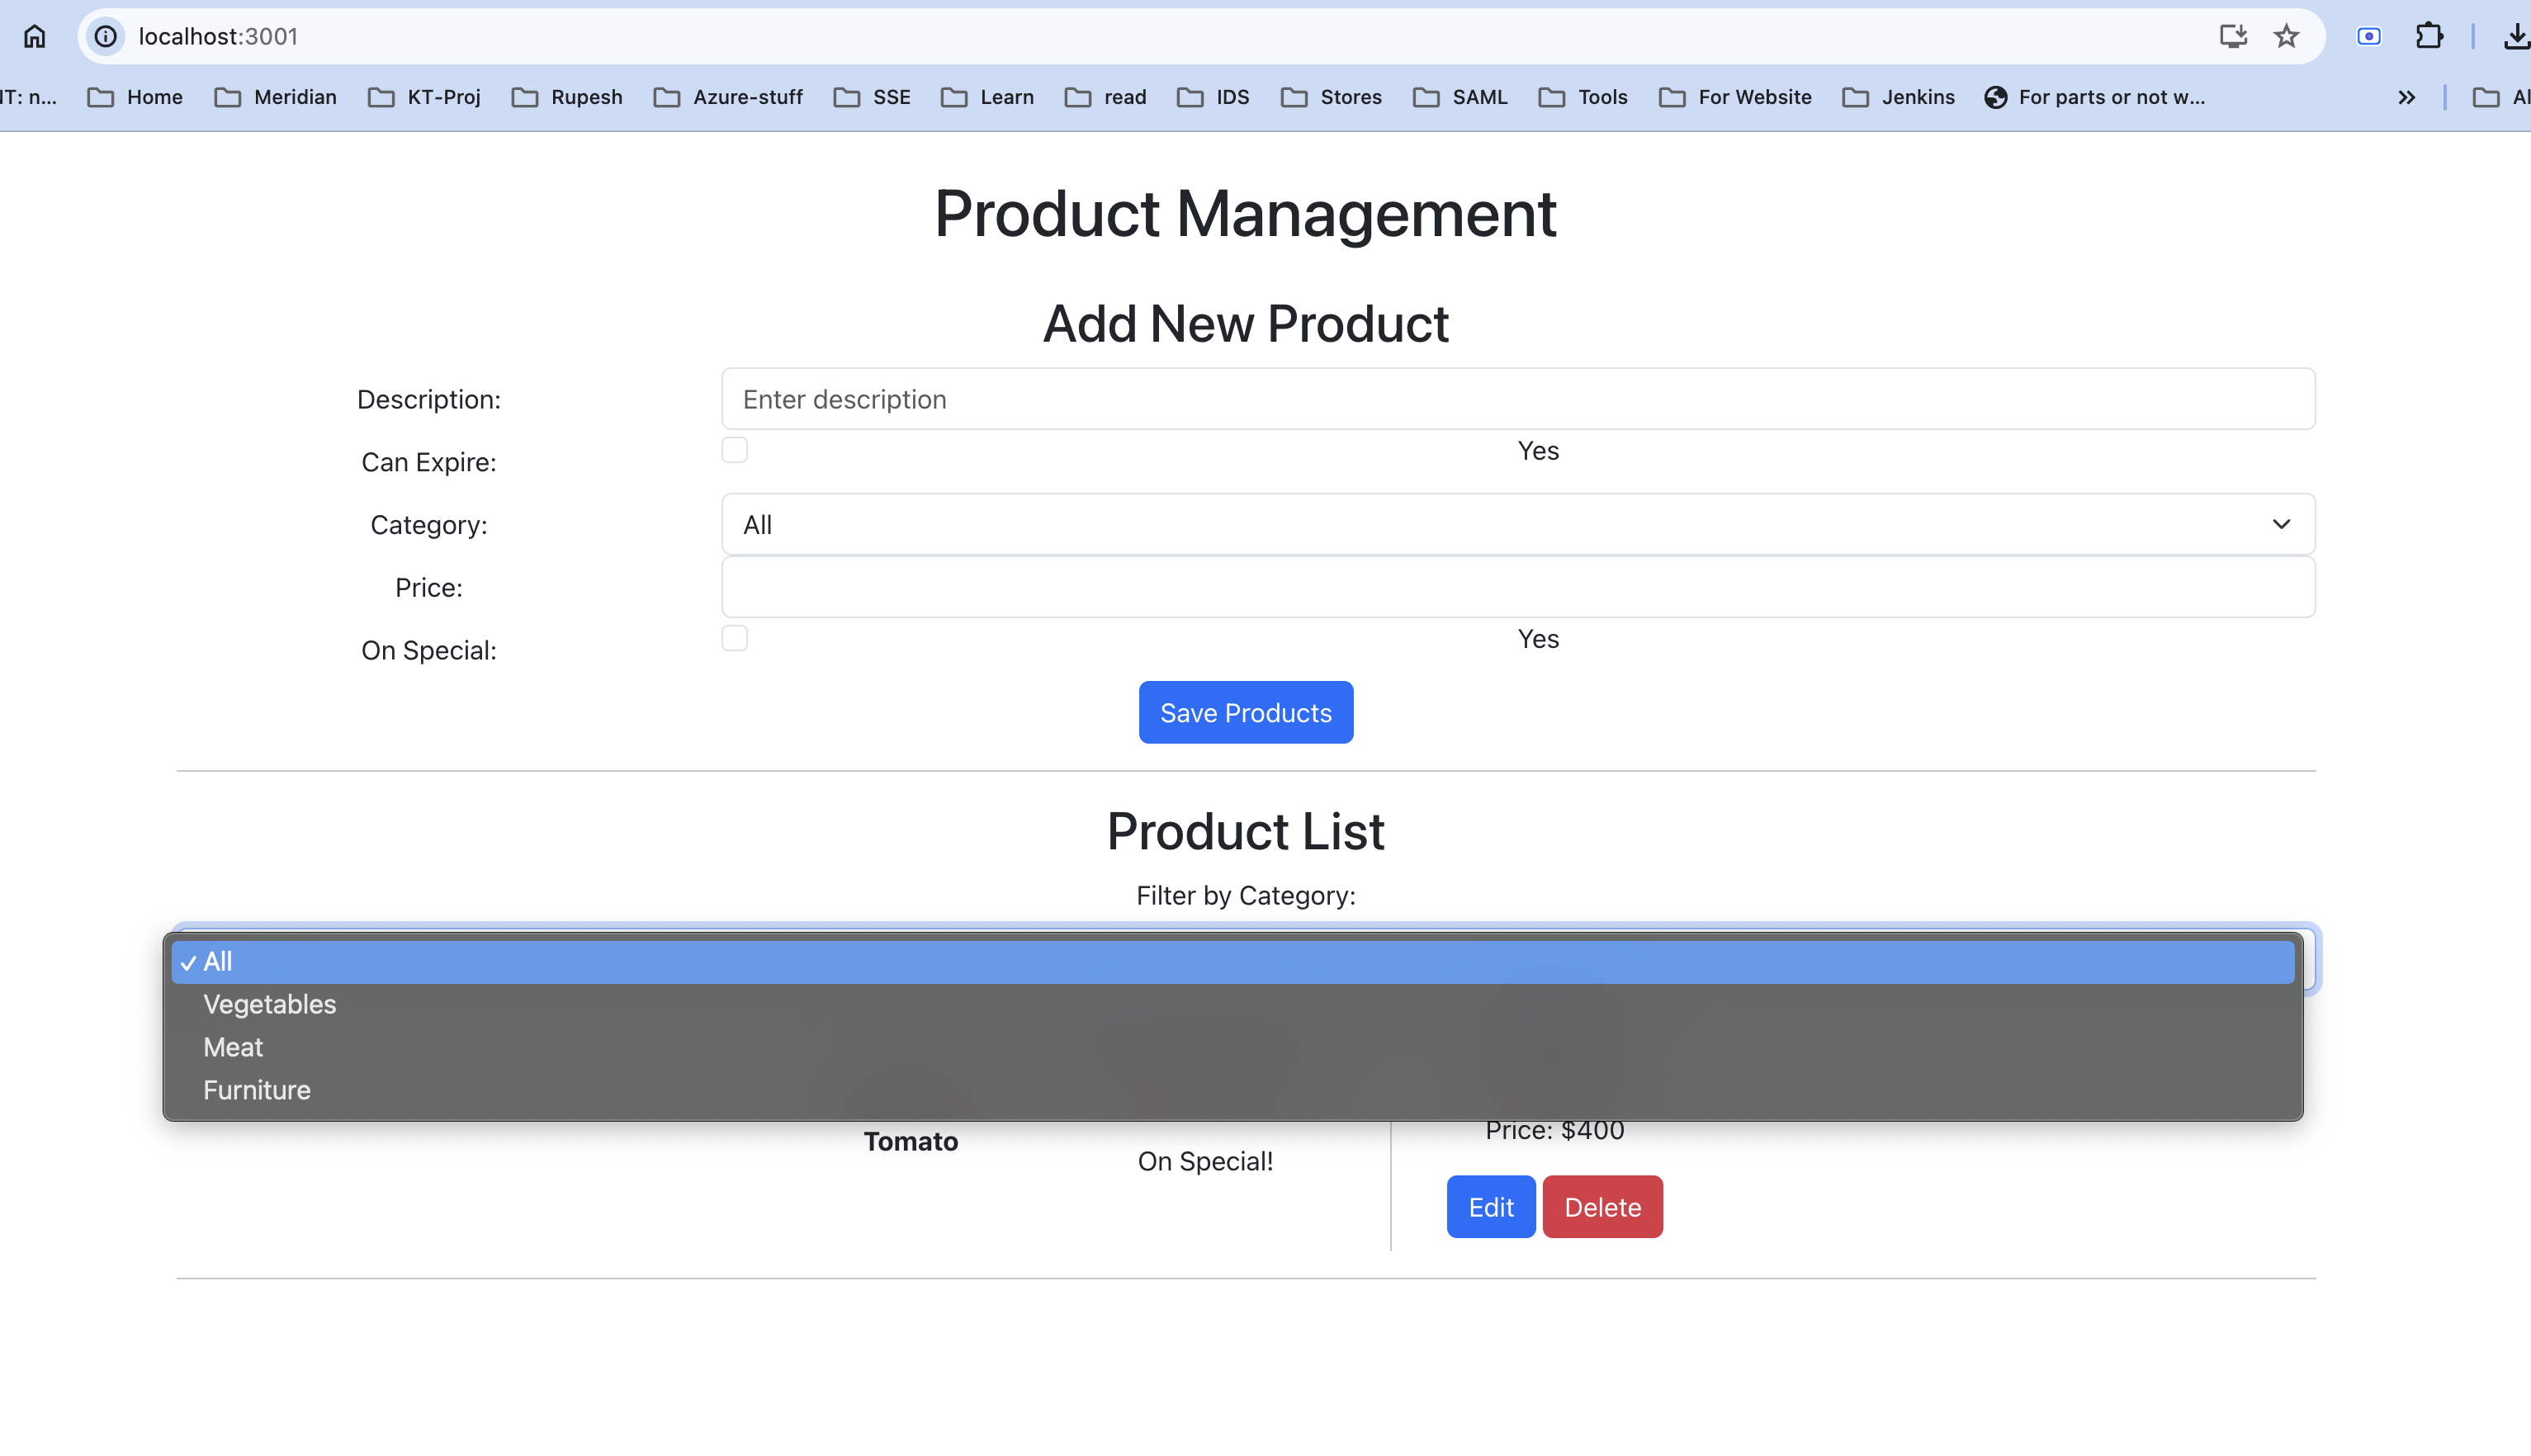 localhost:3001
Home Meridian KT-Proj Rupesh Azure-stuff SSE Learn read IDS Stores SAML Tools For Website Jenkins For parts or not w...
Product Management
Add New Product
Description: Enter description
Can Expire: Yes
Category: All
Price:
On Special: Yes
Save Products
Product List
Filter by Category:
✓ All
Vegetables
Meat
Furniture
Price: $400
Tomato
On Special!
Edit Delete